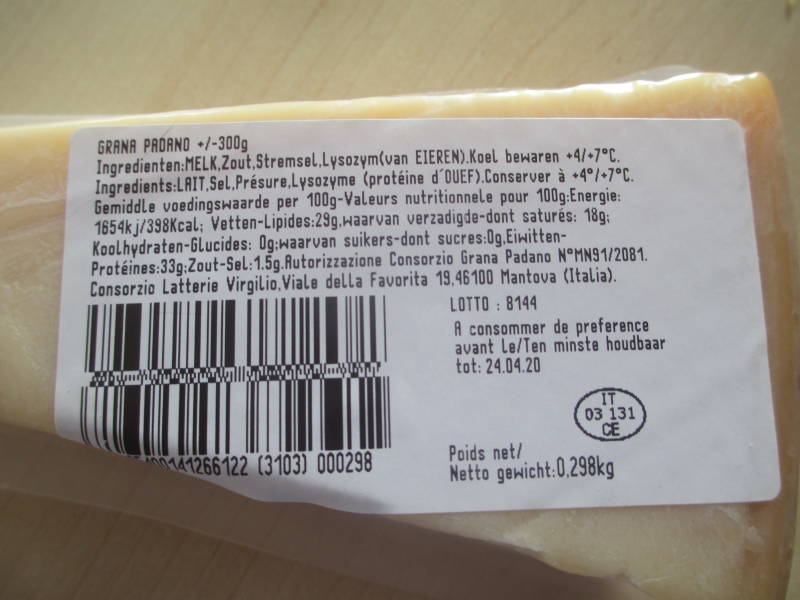 GRANA PADANO +/-300g
Ingredienten:MELK,Zout,Stremsel,Lysozym(van EIEREN).Koel bewaren +4/+7°C.
Ingredients:LAIT,Sel,Présure,Lysozyme (protéine d'OUEF).Conserver à +4°/+7°C.
Gemiddle voedingswaarde per 100g-Valeurs nutritionnelle pour 100g:Energie:
1654kj/398Kcal; Vetten-Lipides:29g,waarvan verzadigde-dont saturés: 18g;
Koolhydraten-Glucides: 0g;waarvan suikers-dont sucres:0g,Eiwitten-
Protéines:33g;Zout-Sel:1.5g.Autorizzazione Consorzio Grana Padano N°MN91/2081.
Consorzio Latterie Virgilio,Viale della Favorita 19,46100 Mantova (Italia).
LOTTO : 8144
A consommer de preference
avant Le/Ten minste houdbaar
tot: 24.04.20
IT
03 131
CE
00141266122 (3103) 000298
Poids net/
Netto gewicht:0,298kg